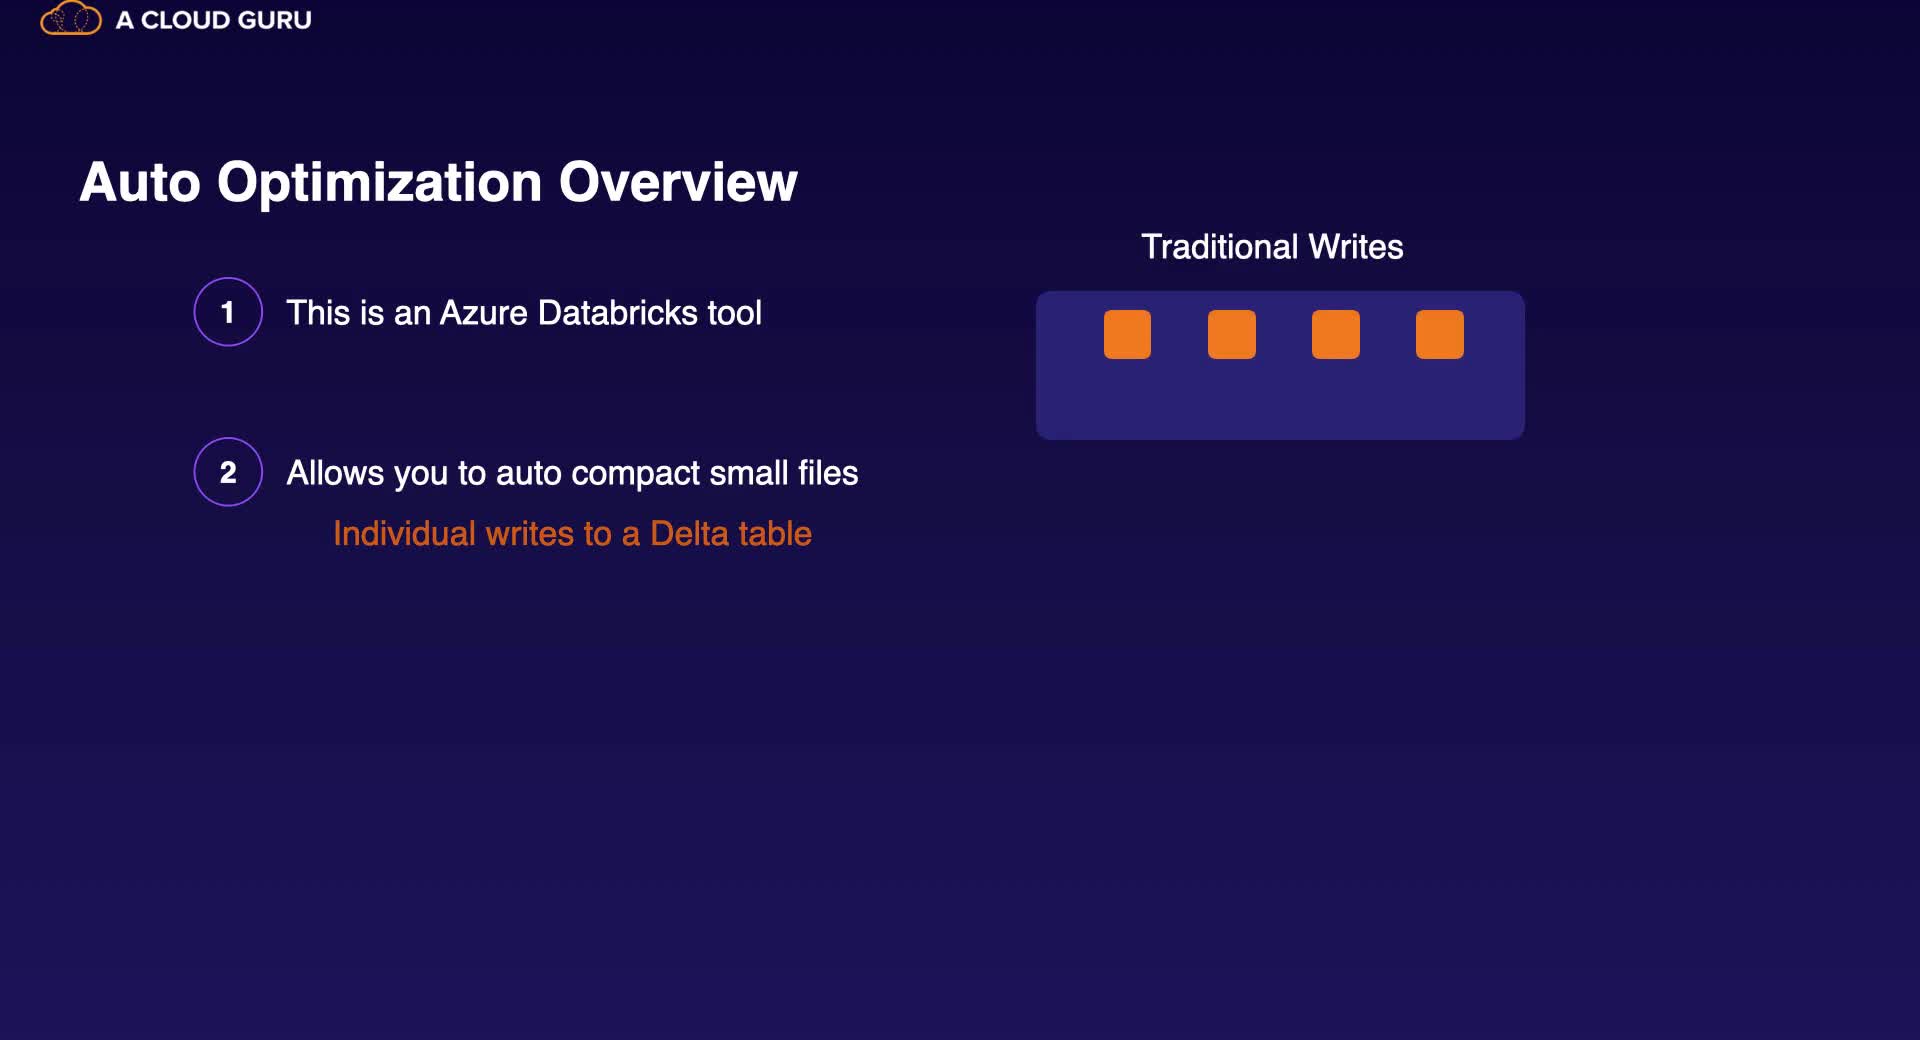 A CLOUD GURU
Auto Optimization Overview
1 This is an Azure Databricks tool
2 Allows you to auto compact small files
Individual writes to a Delta table
Traditional Writes